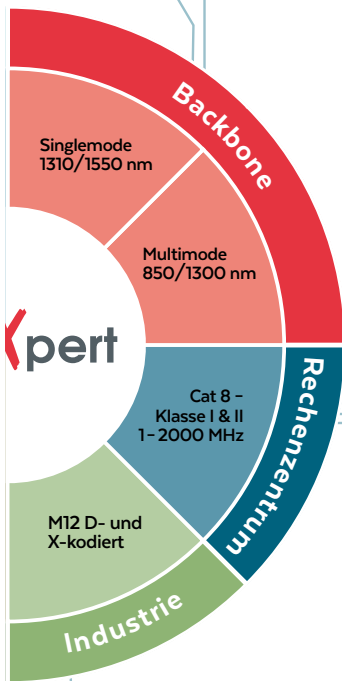 Backbone
Singlemode
1310/1550 nm
Multimode
850/1300 nm
Xpert
Cat 8 –
Klasse I & II
1 – 2000 MHz
Rechenzentrum
M12 D- und
X-kodiert
Industrie